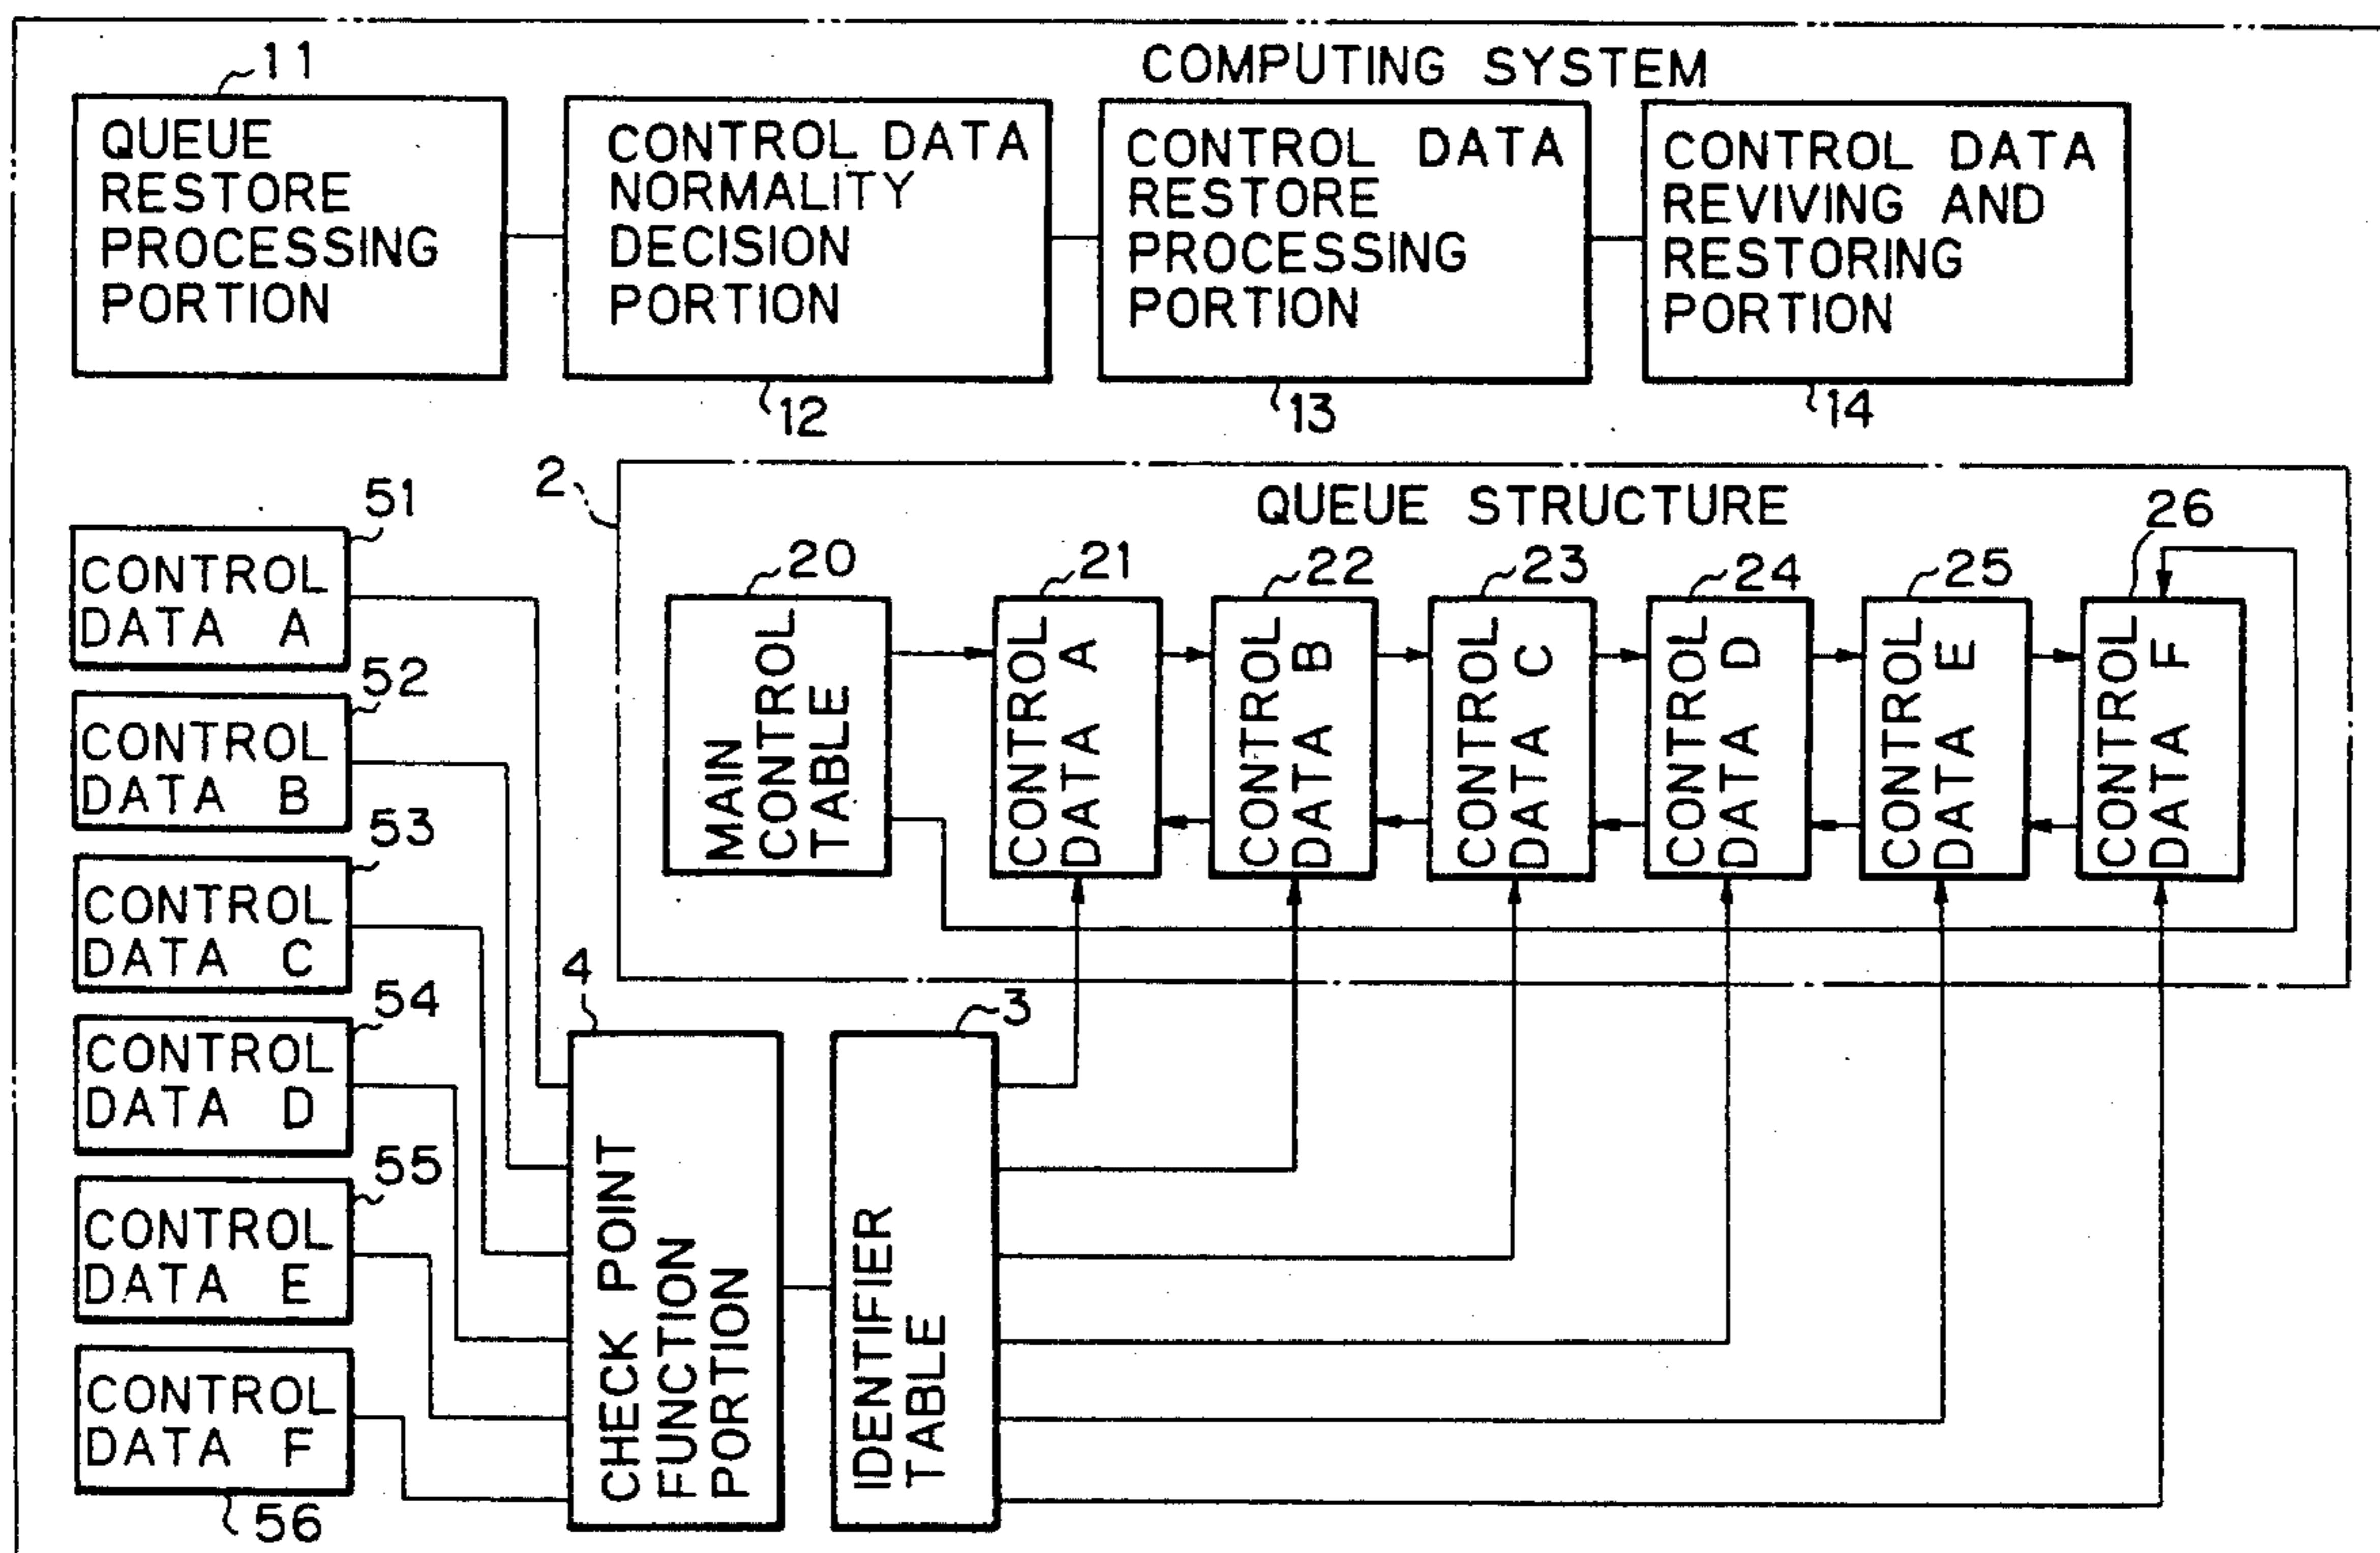 COMPUTING SYSTEM
11
QUEUE
RESTORE
PROCESSING
PORTION
CONTROL DATA
NORMALITY
DECISION
PORTION
12
CONTROL DATA
RESTORE
PROCESSING
PORTION
13
CONTROL DATA
REVIVING AND
RESTORING
PORTION
14
2
QUEUE STRUCTURE
20
MAIN
CONTROL
TABLE
21
CONTROL
DATA A
22
CONTROL
DATA B
23
CONTROL
DATA C
24
CONTROL
DATA D
25
CONTROL
DATA E
26
CONTROL
DATA F
51
CONTROL
DATA A
52
CONTROL
DATA B
53
CONTROL
DATA C
54
CONTROL
DATA D
55
CONTROL
DATA E
CONTROL
DATA F
56
4
CHECK POINT
FUNCTION
PORTION
3
IDENTIFIER
TABLE